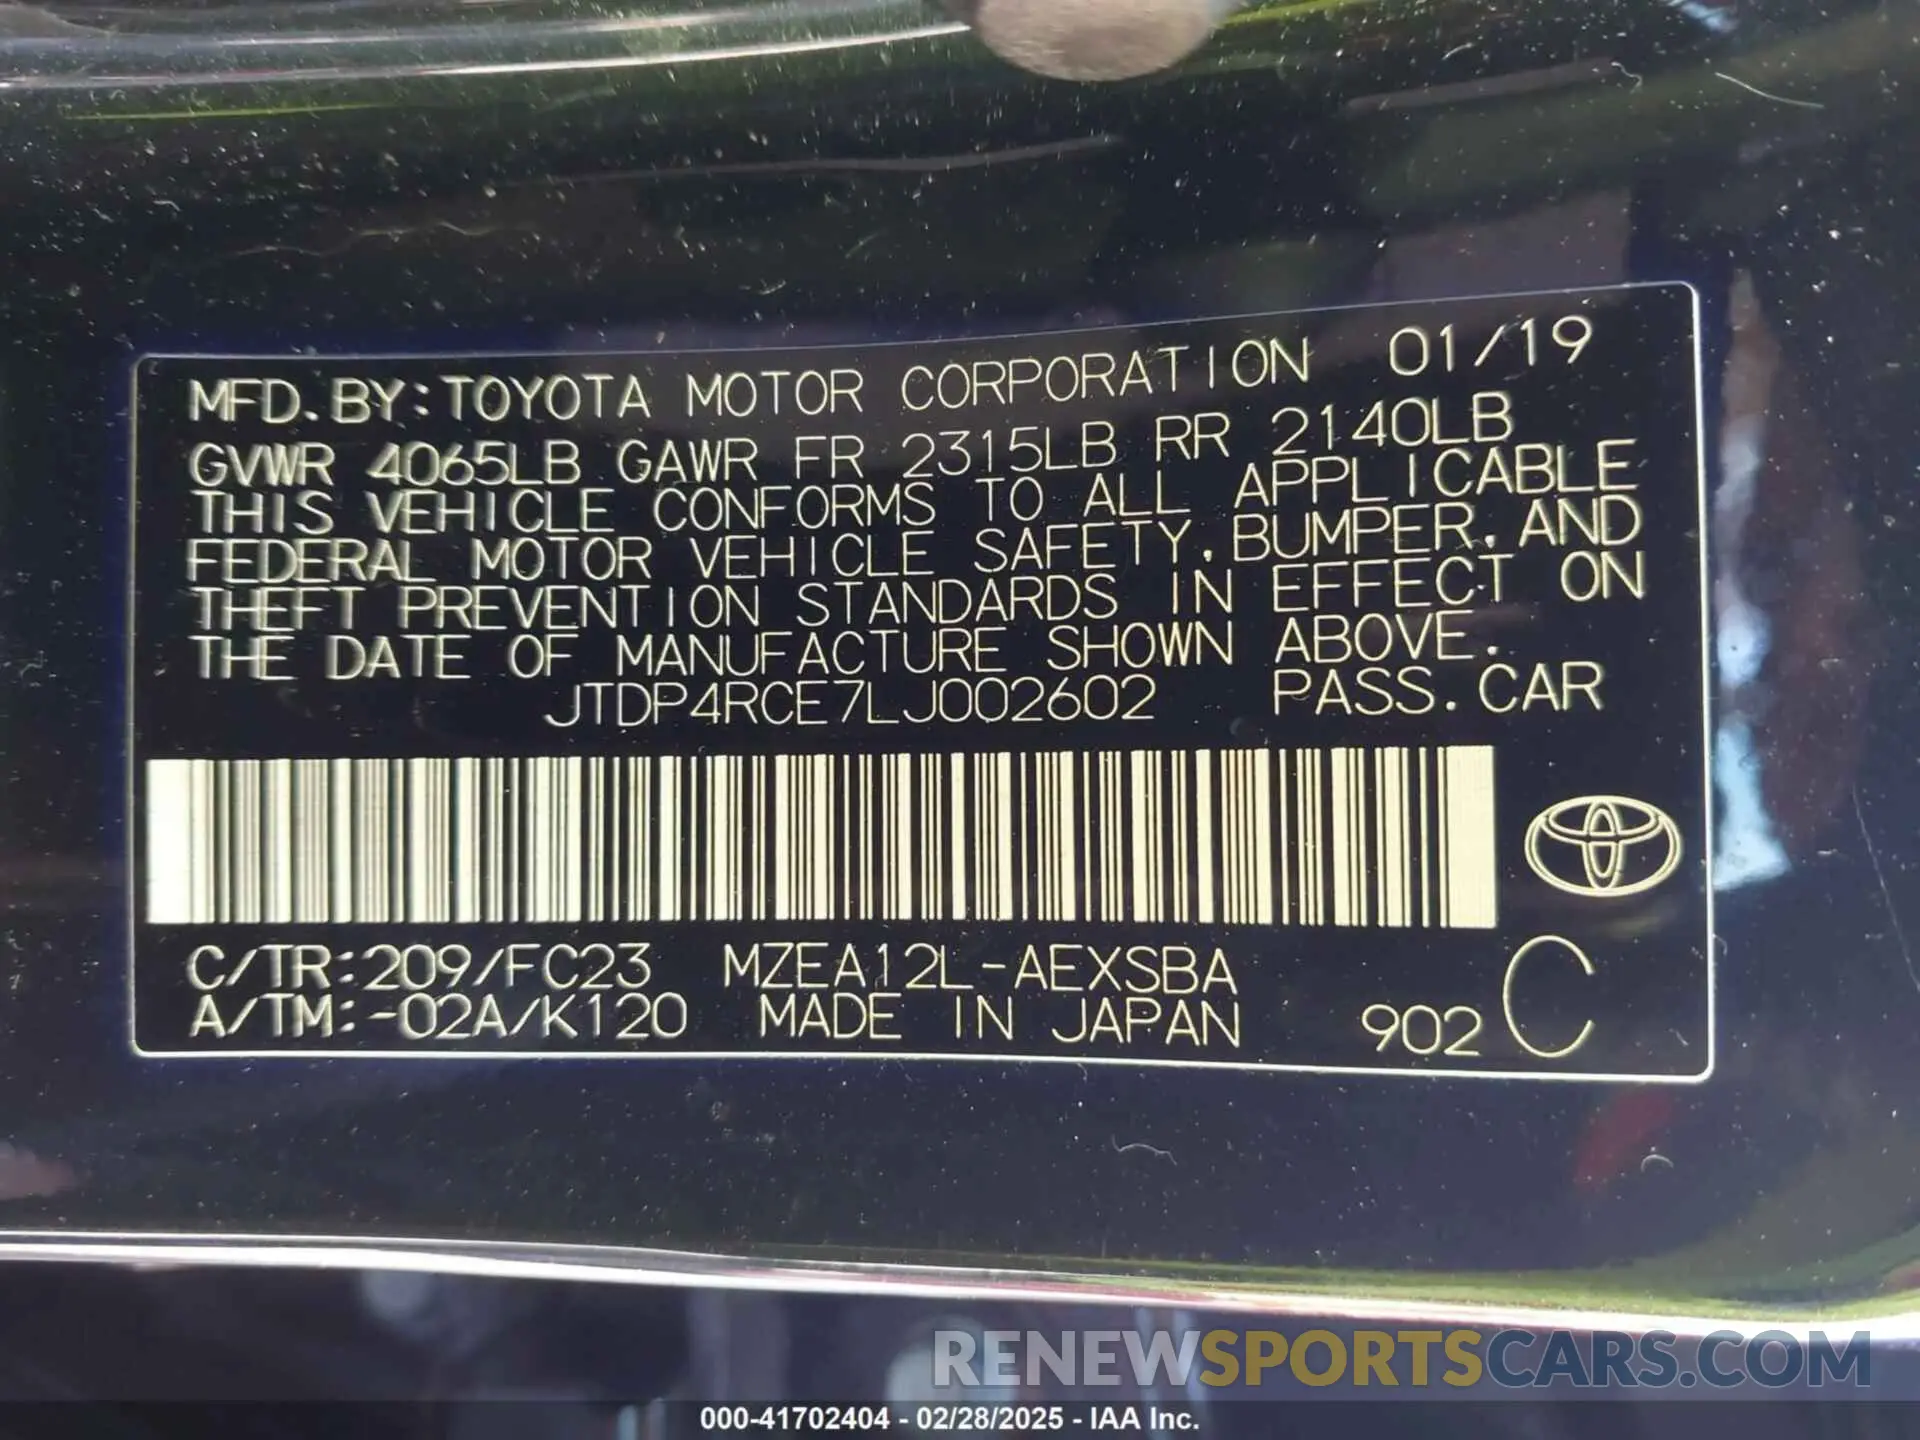 MFD. BY: TOYOTA MOTOR CORPORATION 01/19
GVWR 4065LB GAWR FR 2315LB RR 2140LB
THIS VEHICLE CONFORMS TO ALL APPLICABLE
FEDERAL MOTOR VEHICLE SAFETY, BUMPER, AND
THEFT PREVENTION STANDARDS IN EFFECT ON
THE DATE OF MANUFACTURE SHOWN ABOVE.
JTDP4RCE7LJ002602 PASS. CAR
C/TR: 209/FC23 MZEA12L-AEXSBA
A/TM: -02A/K120 MADE IN JAPAN 902 C
RENEWSPORTSCARS.COM
000-41702404 - 02/28/2025 - IAA Inc.